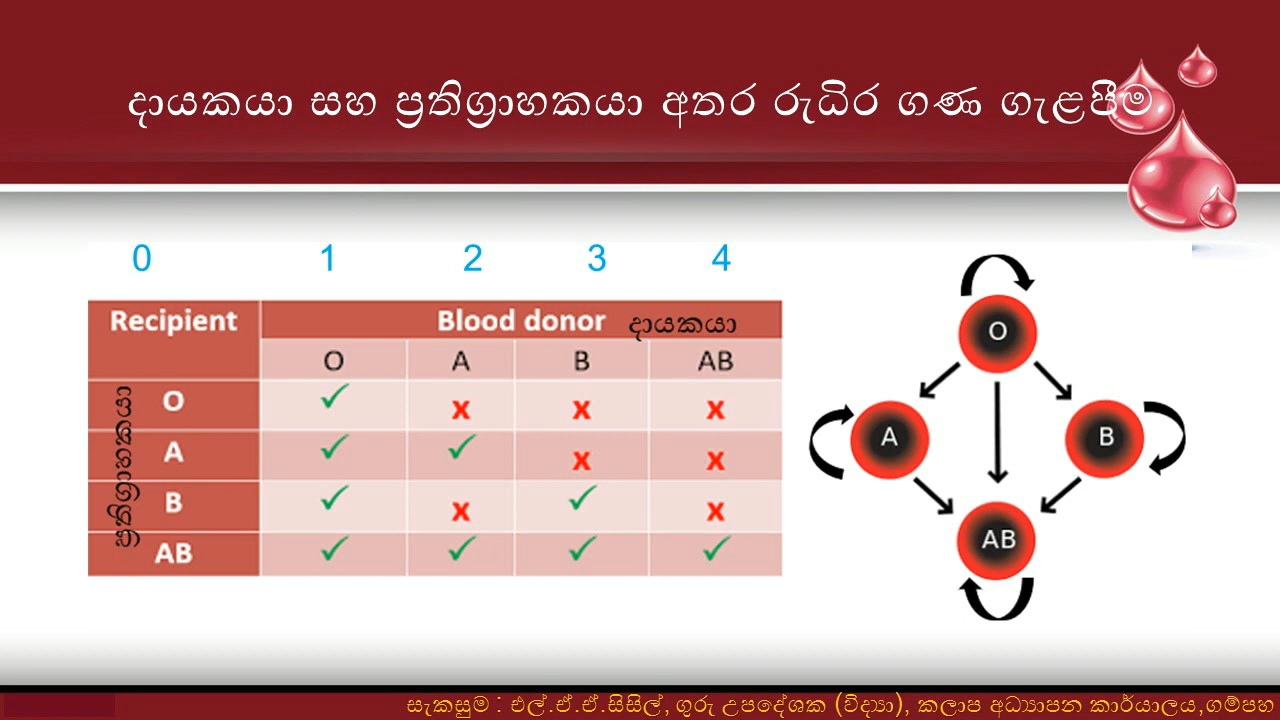 දායකයා සහ ප්‍රතිග්‍රාහකයා අතර රුධිර ගණ ගැළපීම
0 1 2 3 4
Recipient Blood donor දායකයා
O A B AB
ප්‍රතිග්‍රාහකයා
O ✓ x x x
A ✓ ✓ x x
B ✓ x ✓ x
AB ✓ ✓ ✓ ✓
O
A B
AB
සැකසුම : එල්.ඒ.ඒ.සිසිල්, ගුරු උපදේශක (විද්‍යා), කලාප අධ්‍යාපන කාර්යාලය,ගම්පහ